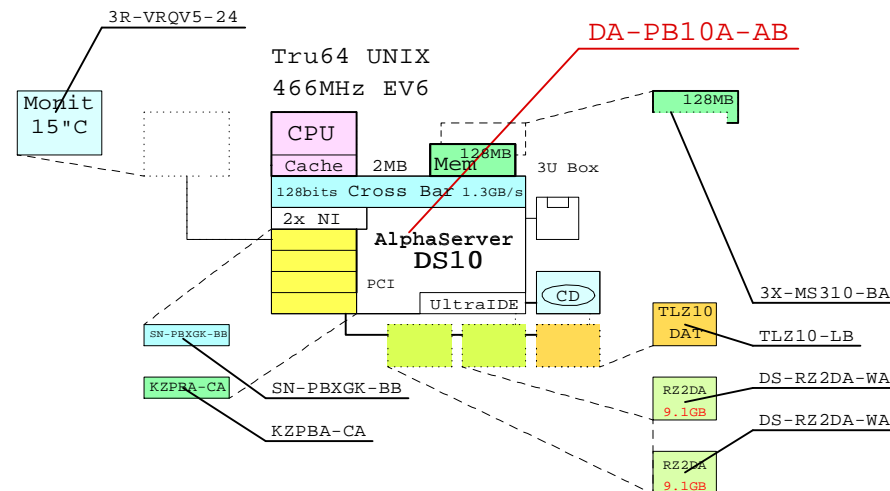 3R-VRQV5-24
DA-PB10A-AB
Tru64 UNIX
466MHz EV6
Monit
15"C
128MB
CPU
128MB
Cache
2MB
Mem
3U Box
128bits Cross Bar 1.3GB/s
2x NI
AlphaServer
DS10
PCI
UltraIDE
CD
3X-MS310-BA
TLZ10
DAT
TLZ10-LB
SN-PBXGK-BB
DS-RZ2DA-WA
KZPBA-CA
SN-PBXGK-BB
RZ2DA
9.1GB
DS-RZ2DA-WA
KZPBA-CA
RZ2DA
9.1GB